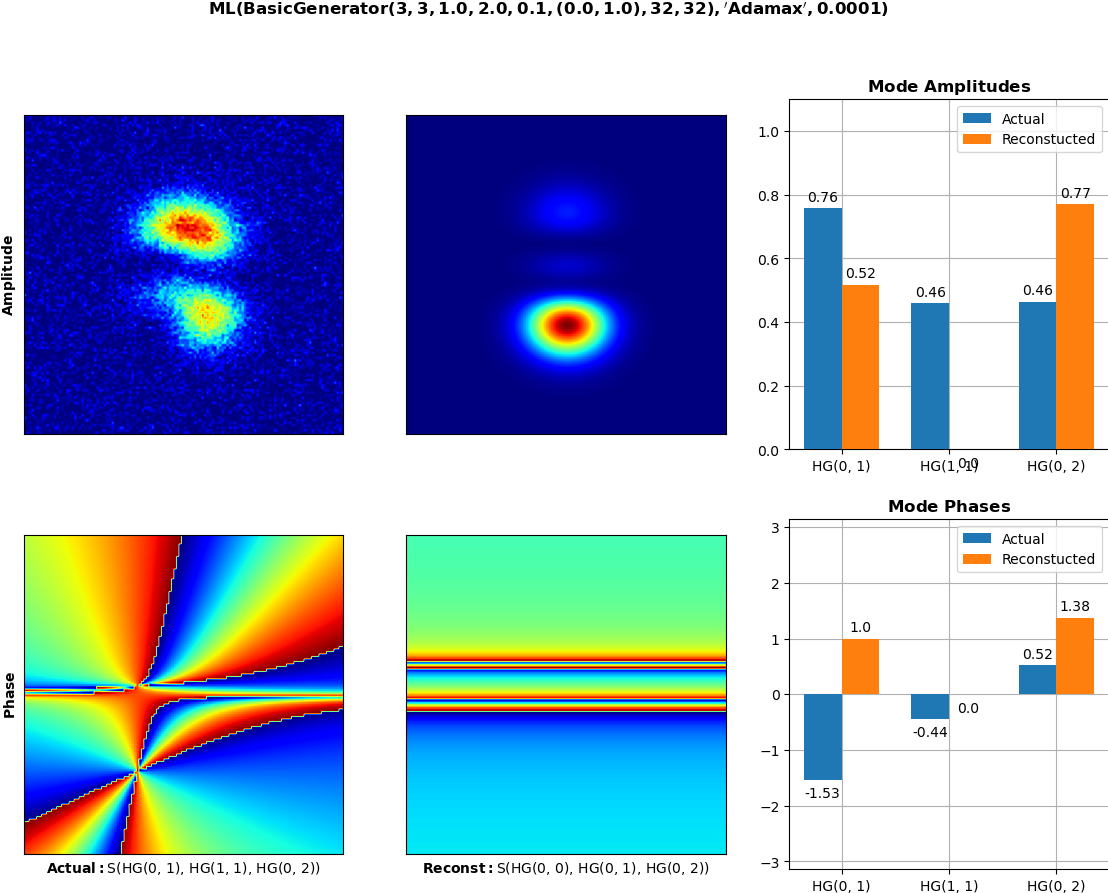 ML(BasicGenerator(3, 3, 1.0, 2.0, 0.1, (0.0, 1.0), 32, 32), ′Adamax′, 0.0001)
Amplitude
Mode Amplitudes
Actual
Reconstucted
1.0
0.8
0.6
0.4
0.2
0.0
0.76
0.52
0.46
0.0
0.46
0.77
HG(0, 1)
HG(1, 1)
HG(0, 2)
Phase
Actual: S(HG(0, 1), HG(1, 1), HG(0, 2))
Reconst: S(HG(0, 0), HG(0, 1), HG(0, 2))
Mode Phases
Actual
Reconstucted
3
2
1
0
−1
−2
−3
-1.53
1.0
-0.44
0.0
0.52
1.38
HG(0, 1)
HG(1, 1)
HG(0, 2)